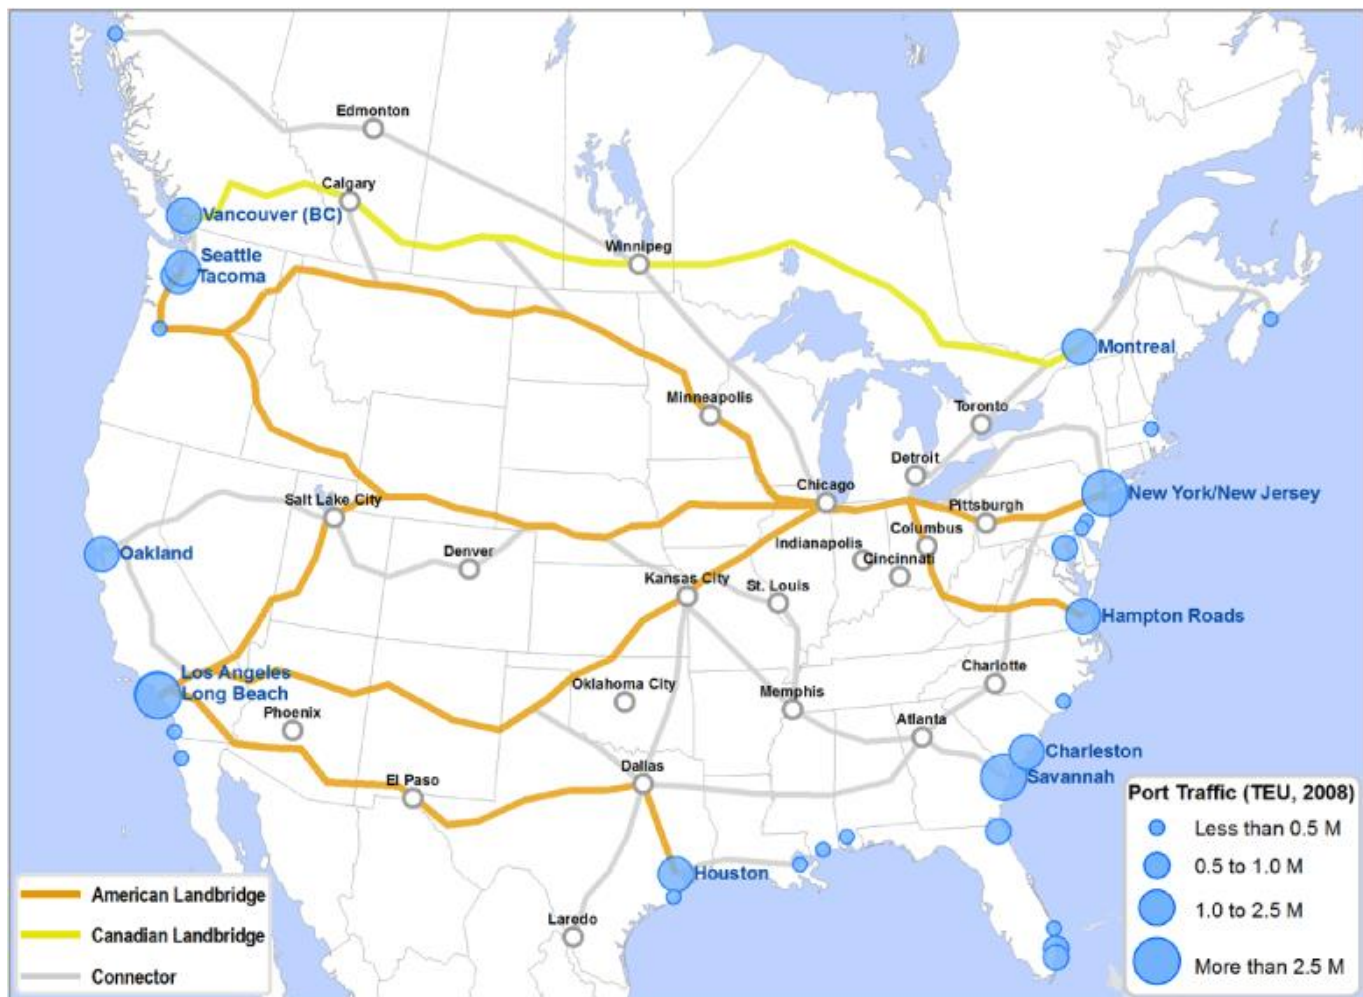 Edmonton
Calgary
Vancouver (BC)
Seattle
Tacoma
Winnipeg
Montreal
Minneapolis
Toronto
Detroit
Chicago
New York/New Jersey
Salt Lake City
Pittsburgh
Columbus
Oakland
Denver
Indianapolis
Cincinnati
Kansas City
St. Louis
Hampton Roads
Los Angeles
Long Beach
Charlotte
Oklahoma City
Memphis
Phoenix
Atlanta
Charleston
Savannah
El Paso
Dallas
Houston
Laredo
Port Traffic (TEU, 2008)
Less than 0.5 M
0.5 to 1.0 M
1.0 to 2.5 M
More than 2.5 M
American Landbridge
Canadian Landbridge
Connector